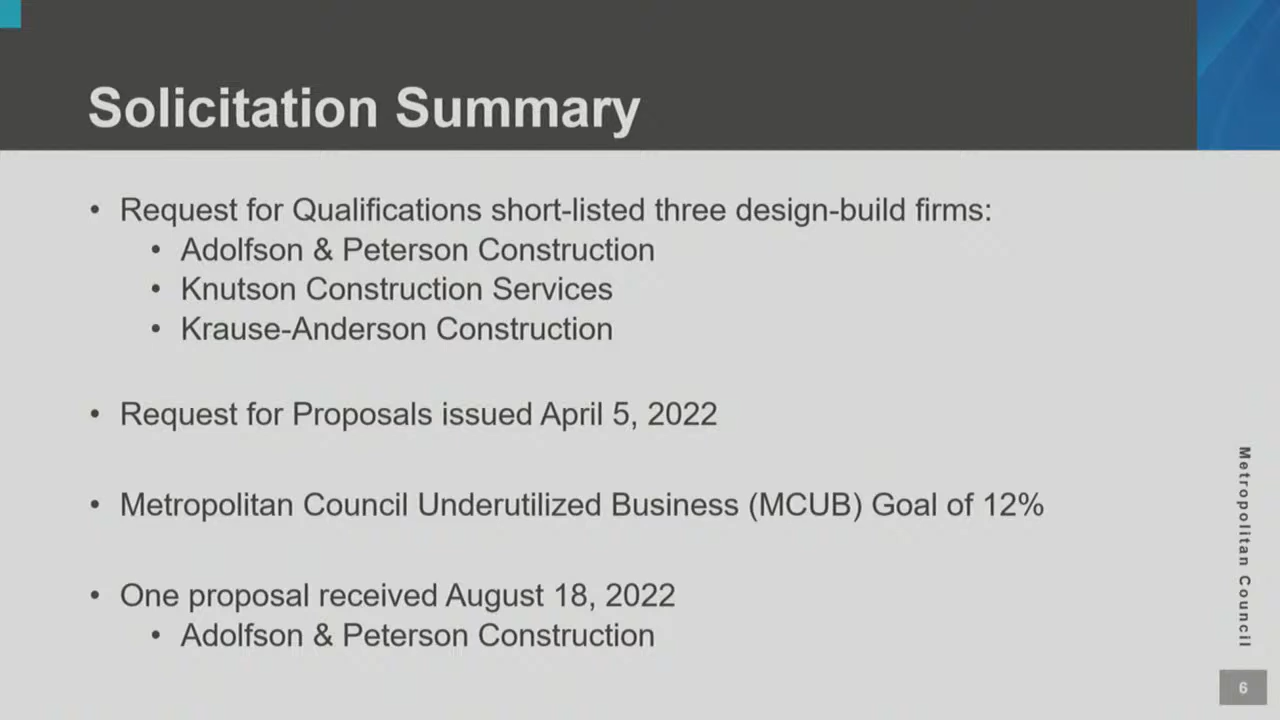 Solicitation Summary
• Request for Qualifications short-listed three design-build firms:
• Adolfson & Peterson Construction
• Knutson Construction Services
• Krause-Anderson Construction
• Request for Proposals issued April 5, 2022
• Metropolitan Council Underutilized Business (MCUB) Goal of 12%
• One proposal received August 18, 2022
• Adolfson & Peterson Construction
Metropolitan Council
6